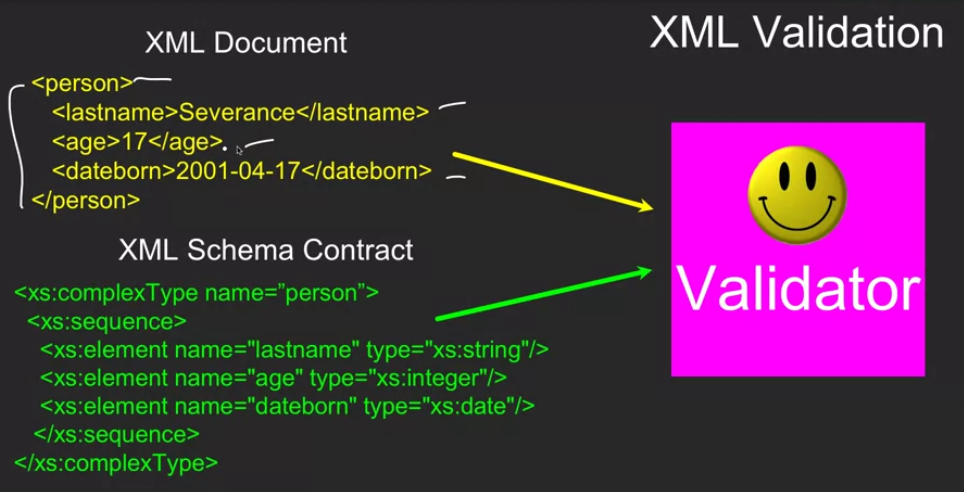 XML Validation
XML Document
<person>
<lastname>Severance</lastname>
<age>17</age>
<dateborn>2001-04-17</dateborn>
</person>
XML Schema Contract
<xs:complexType name=”person”>
<xs:sequence>
<xs:element name="lastname" type="xs:string"/>
<xs:element name="age" type="xs:integer"/>
<xs:element name="dateborn" type="xs:date"/>
</xs:sequence>
</xs:complexType>
Validator